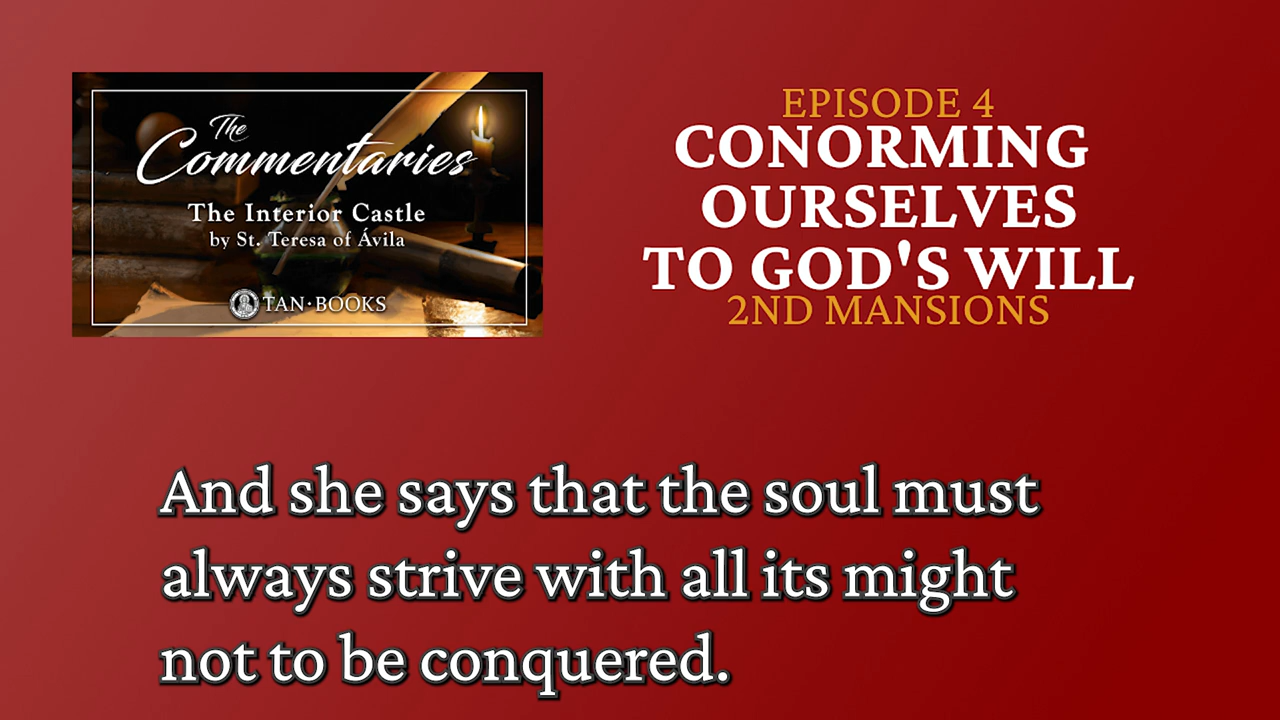 The
Commentaries
The Interior Castle
by St. Teresa of Ávila
TAN·BOOKS
EPISODE 4
CONORMING
OURSELVES
TO GOD'S WILL
2ND MANSIONS
And she says that the soul must
always strive with all its might
not to be conquered.